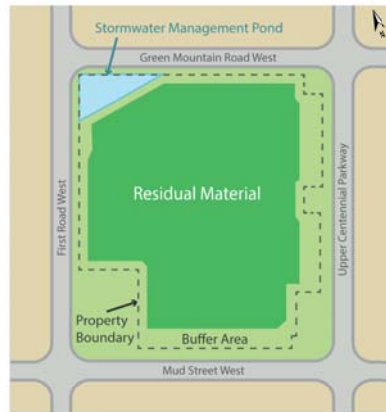 Stormwater Management Pond
Green Mountain Road West
Residual Material
First Road West
Upper Centennial Parkway
Property
Boundary
Buffer Area
Mud Street West